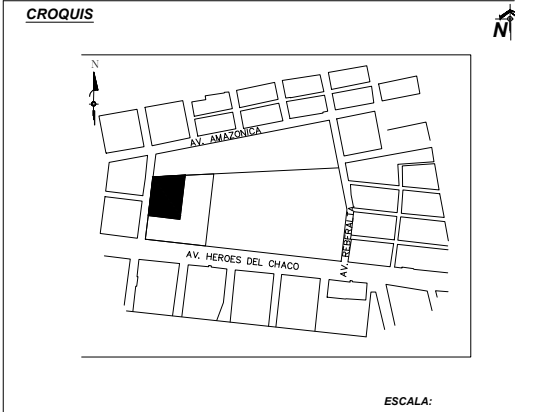 CROQUIS
N
N
AV. AMAZONICA
AV. REBERALTA
AV. HEROES DEL CHACO
ESCALA: